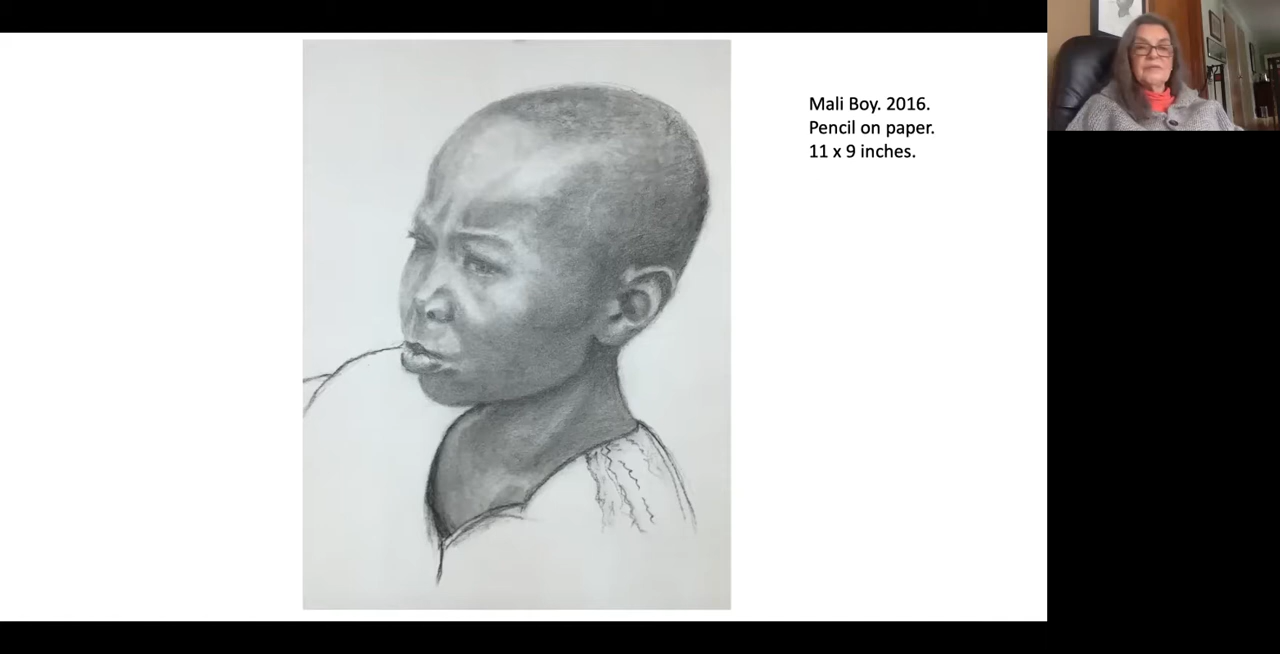 Mali Boy. 2016.
Pencil on paper.
11 x 9 inches.